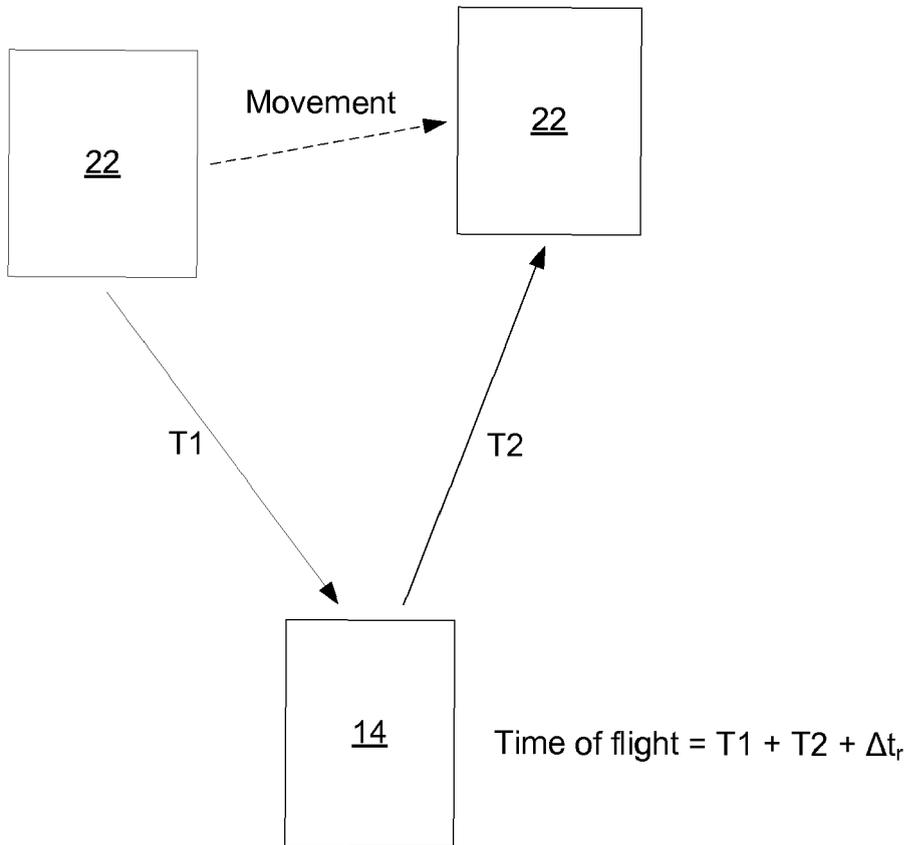 22
Movement
22
T1
T2
14
Time of flight = T1 + T2 + Δtr